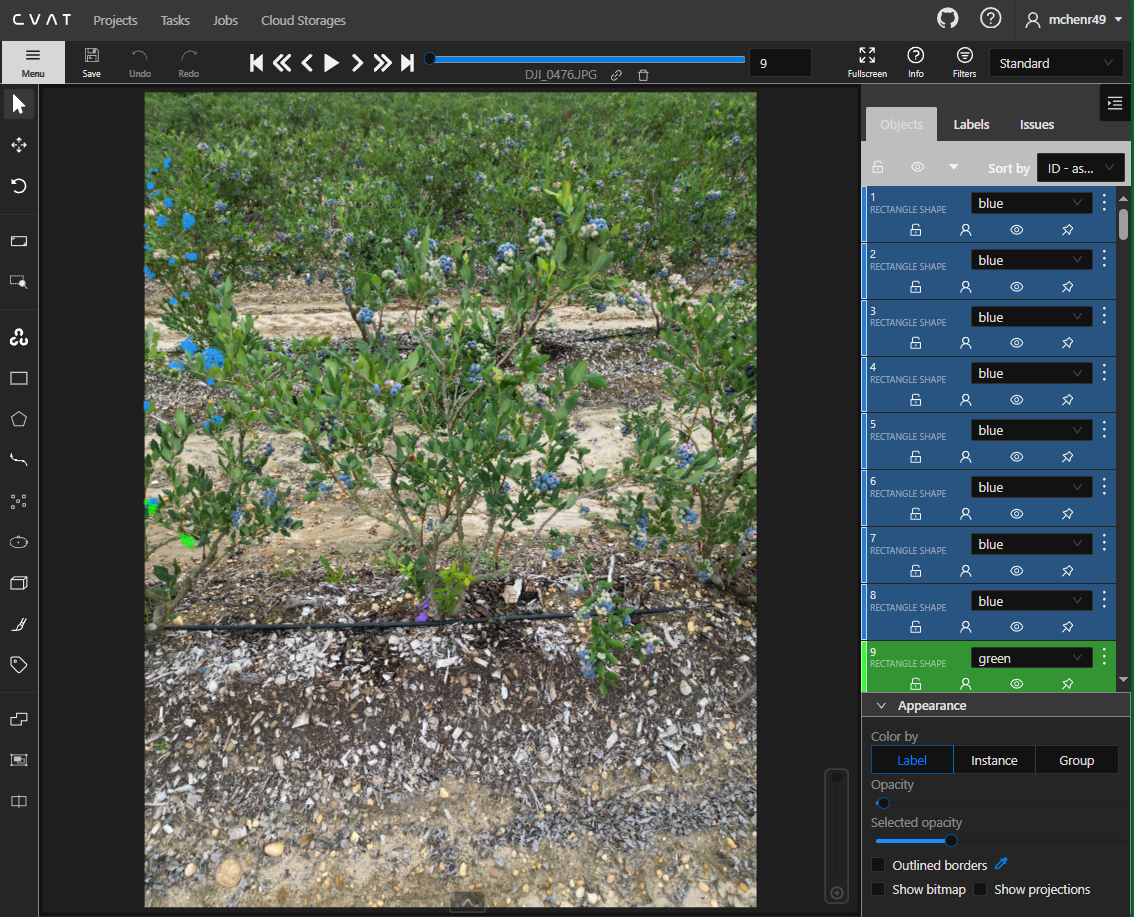 CVAT Projects Tasks Jobs Cloud Storages mchenr49
Menu Save Undo Redo DJI_0476.JPG 9 Fullscreen Info Filters Standard
Objects Labels Issues
Sort by ID - as...
1 blue
RECTANGLE SHAPE
2 blue
RECTANGLE SHAPE
3 blue
RECTANGLE SHAPE
4 blue
RECTANGLE SHAPE
5 blue
RECTANGLE SHAPE
6 blue
RECTANGLE SHAPE
7 blue
RECTANGLE SHAPE
8 blue
RECTANGLE SHAPE
9 green
RECTANGLE SHAPE
Appearance
Color by
Label Instance Group
Opacity
Selected opacity
Outlined borders
Show bitmap Show projections